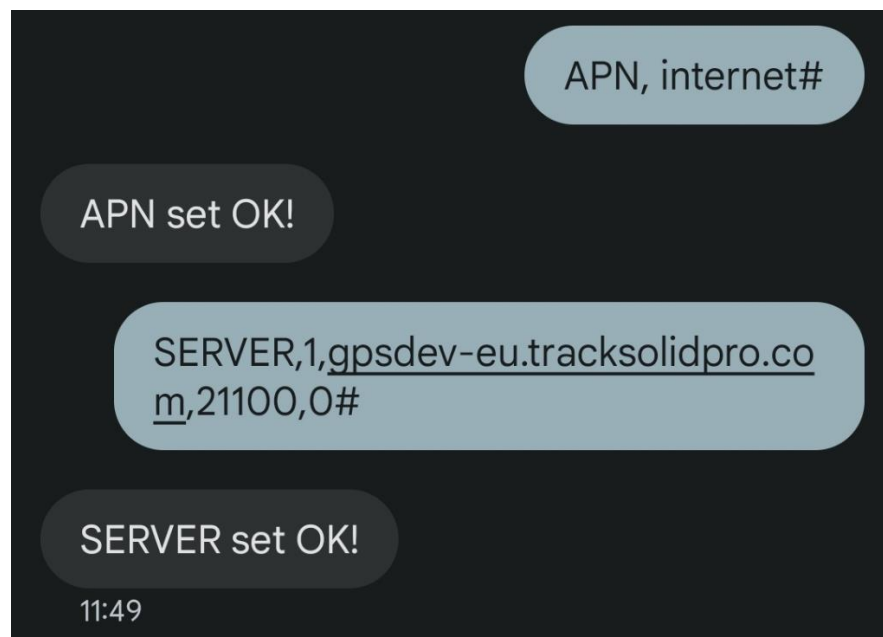 APN, internet#
APN set OK!
SERVER,1,gpsdev-eu.tracksolidpro.co
m,21100,0#
SERVER set OK!
11:49